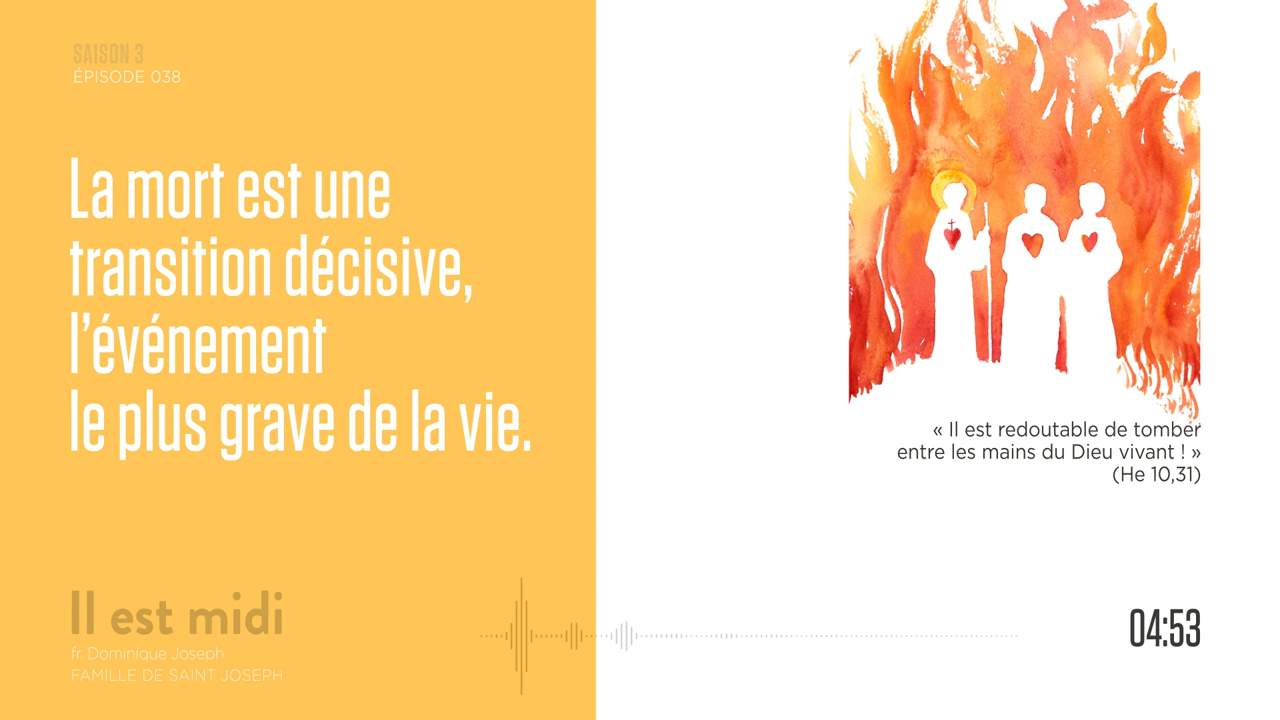 SAISON 3
ÉPISODE 038
La mort est une
transition décisive,
l’événement
le plus grave de la vie.
« Il est redoutable de tomber
entre les mains du Dieu vivant ! »
(He 10,31)
Il est midi
fr. Dominique Joseph
FAMILLE DE SAINT JOSEPH
04:53